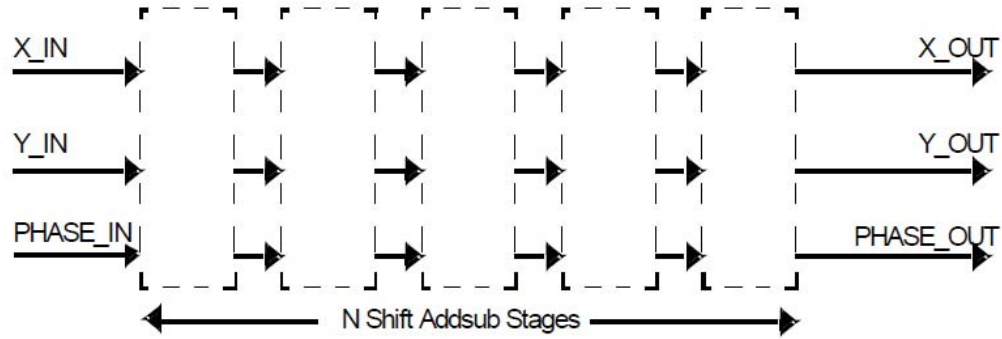 X_IN
X_OUT
Y_IN
Y_OUT
PHASE_IN
PHASE_OUT
N Shift Addsub Stages